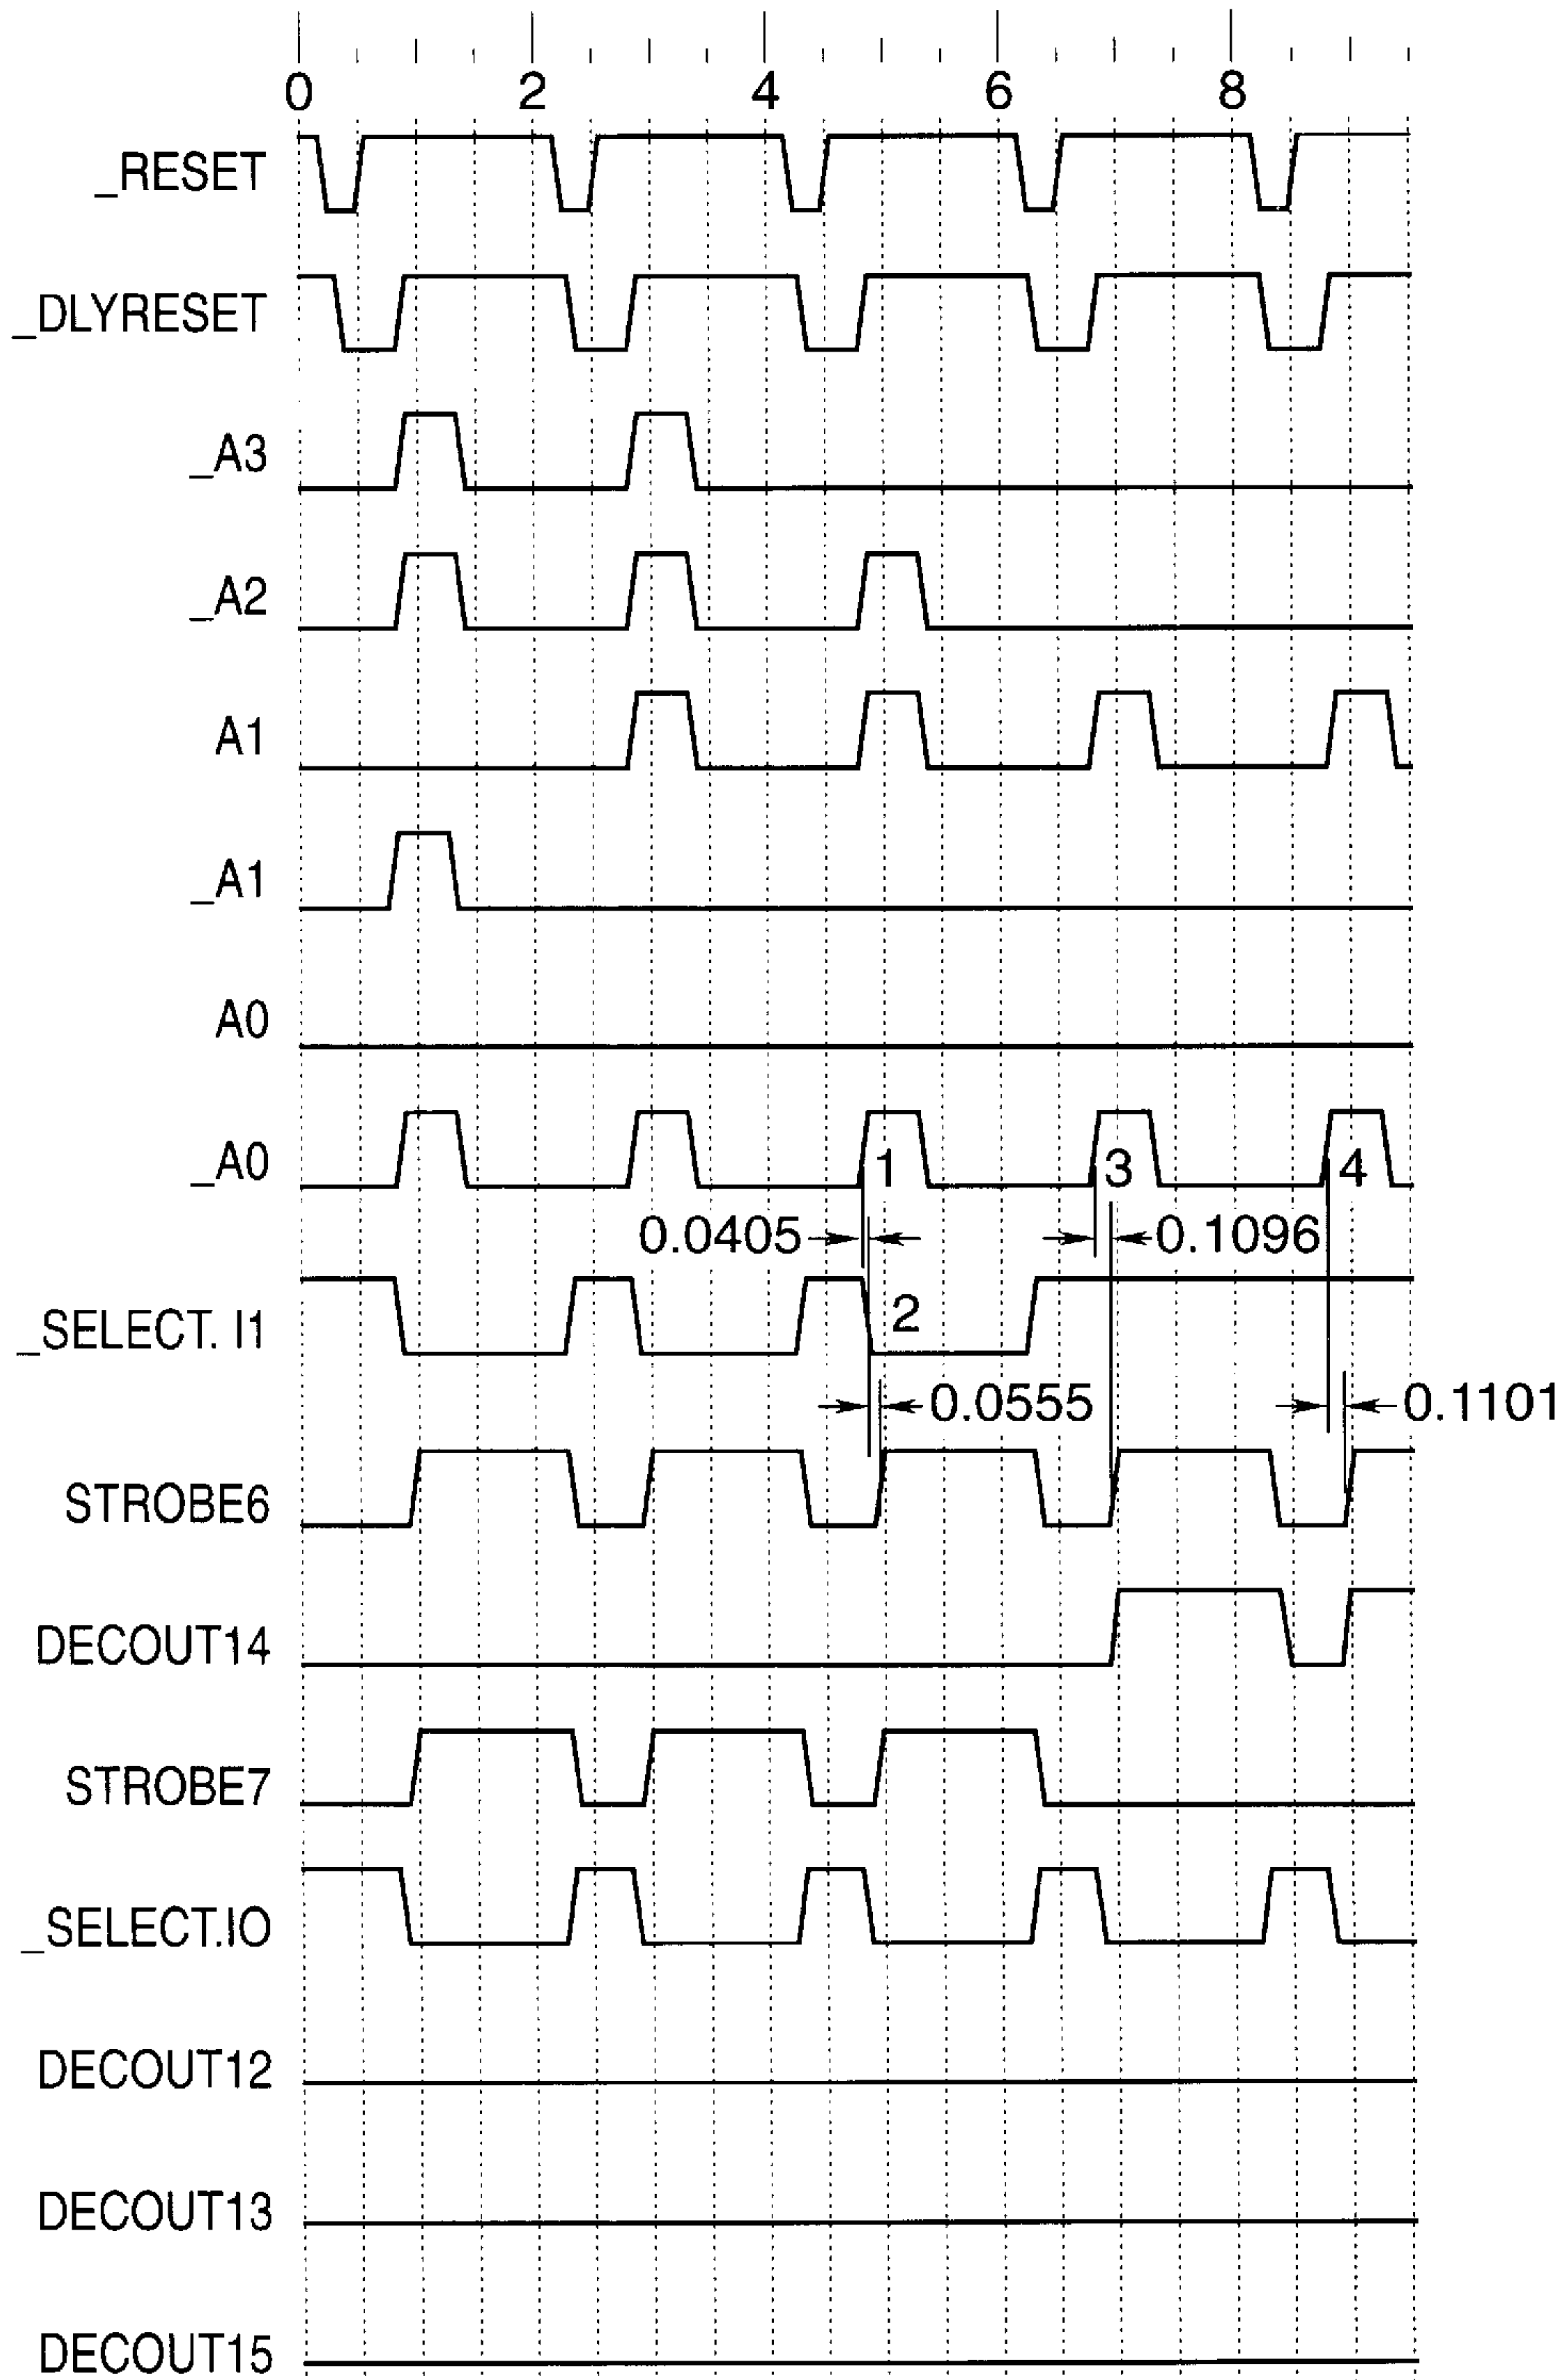 0 2 4 6 8
_RESET
_DLYRESET
_A3
_A2
A1
_A1
A0
_A0
1 3 4
0.0405 0.1096
_SELECT. I1
2
0.0555 0.1101
STROBE6
DECOUT14
STROBE7
_SELECT.IO
DECOUT12
DECOUT13
DECOUT15